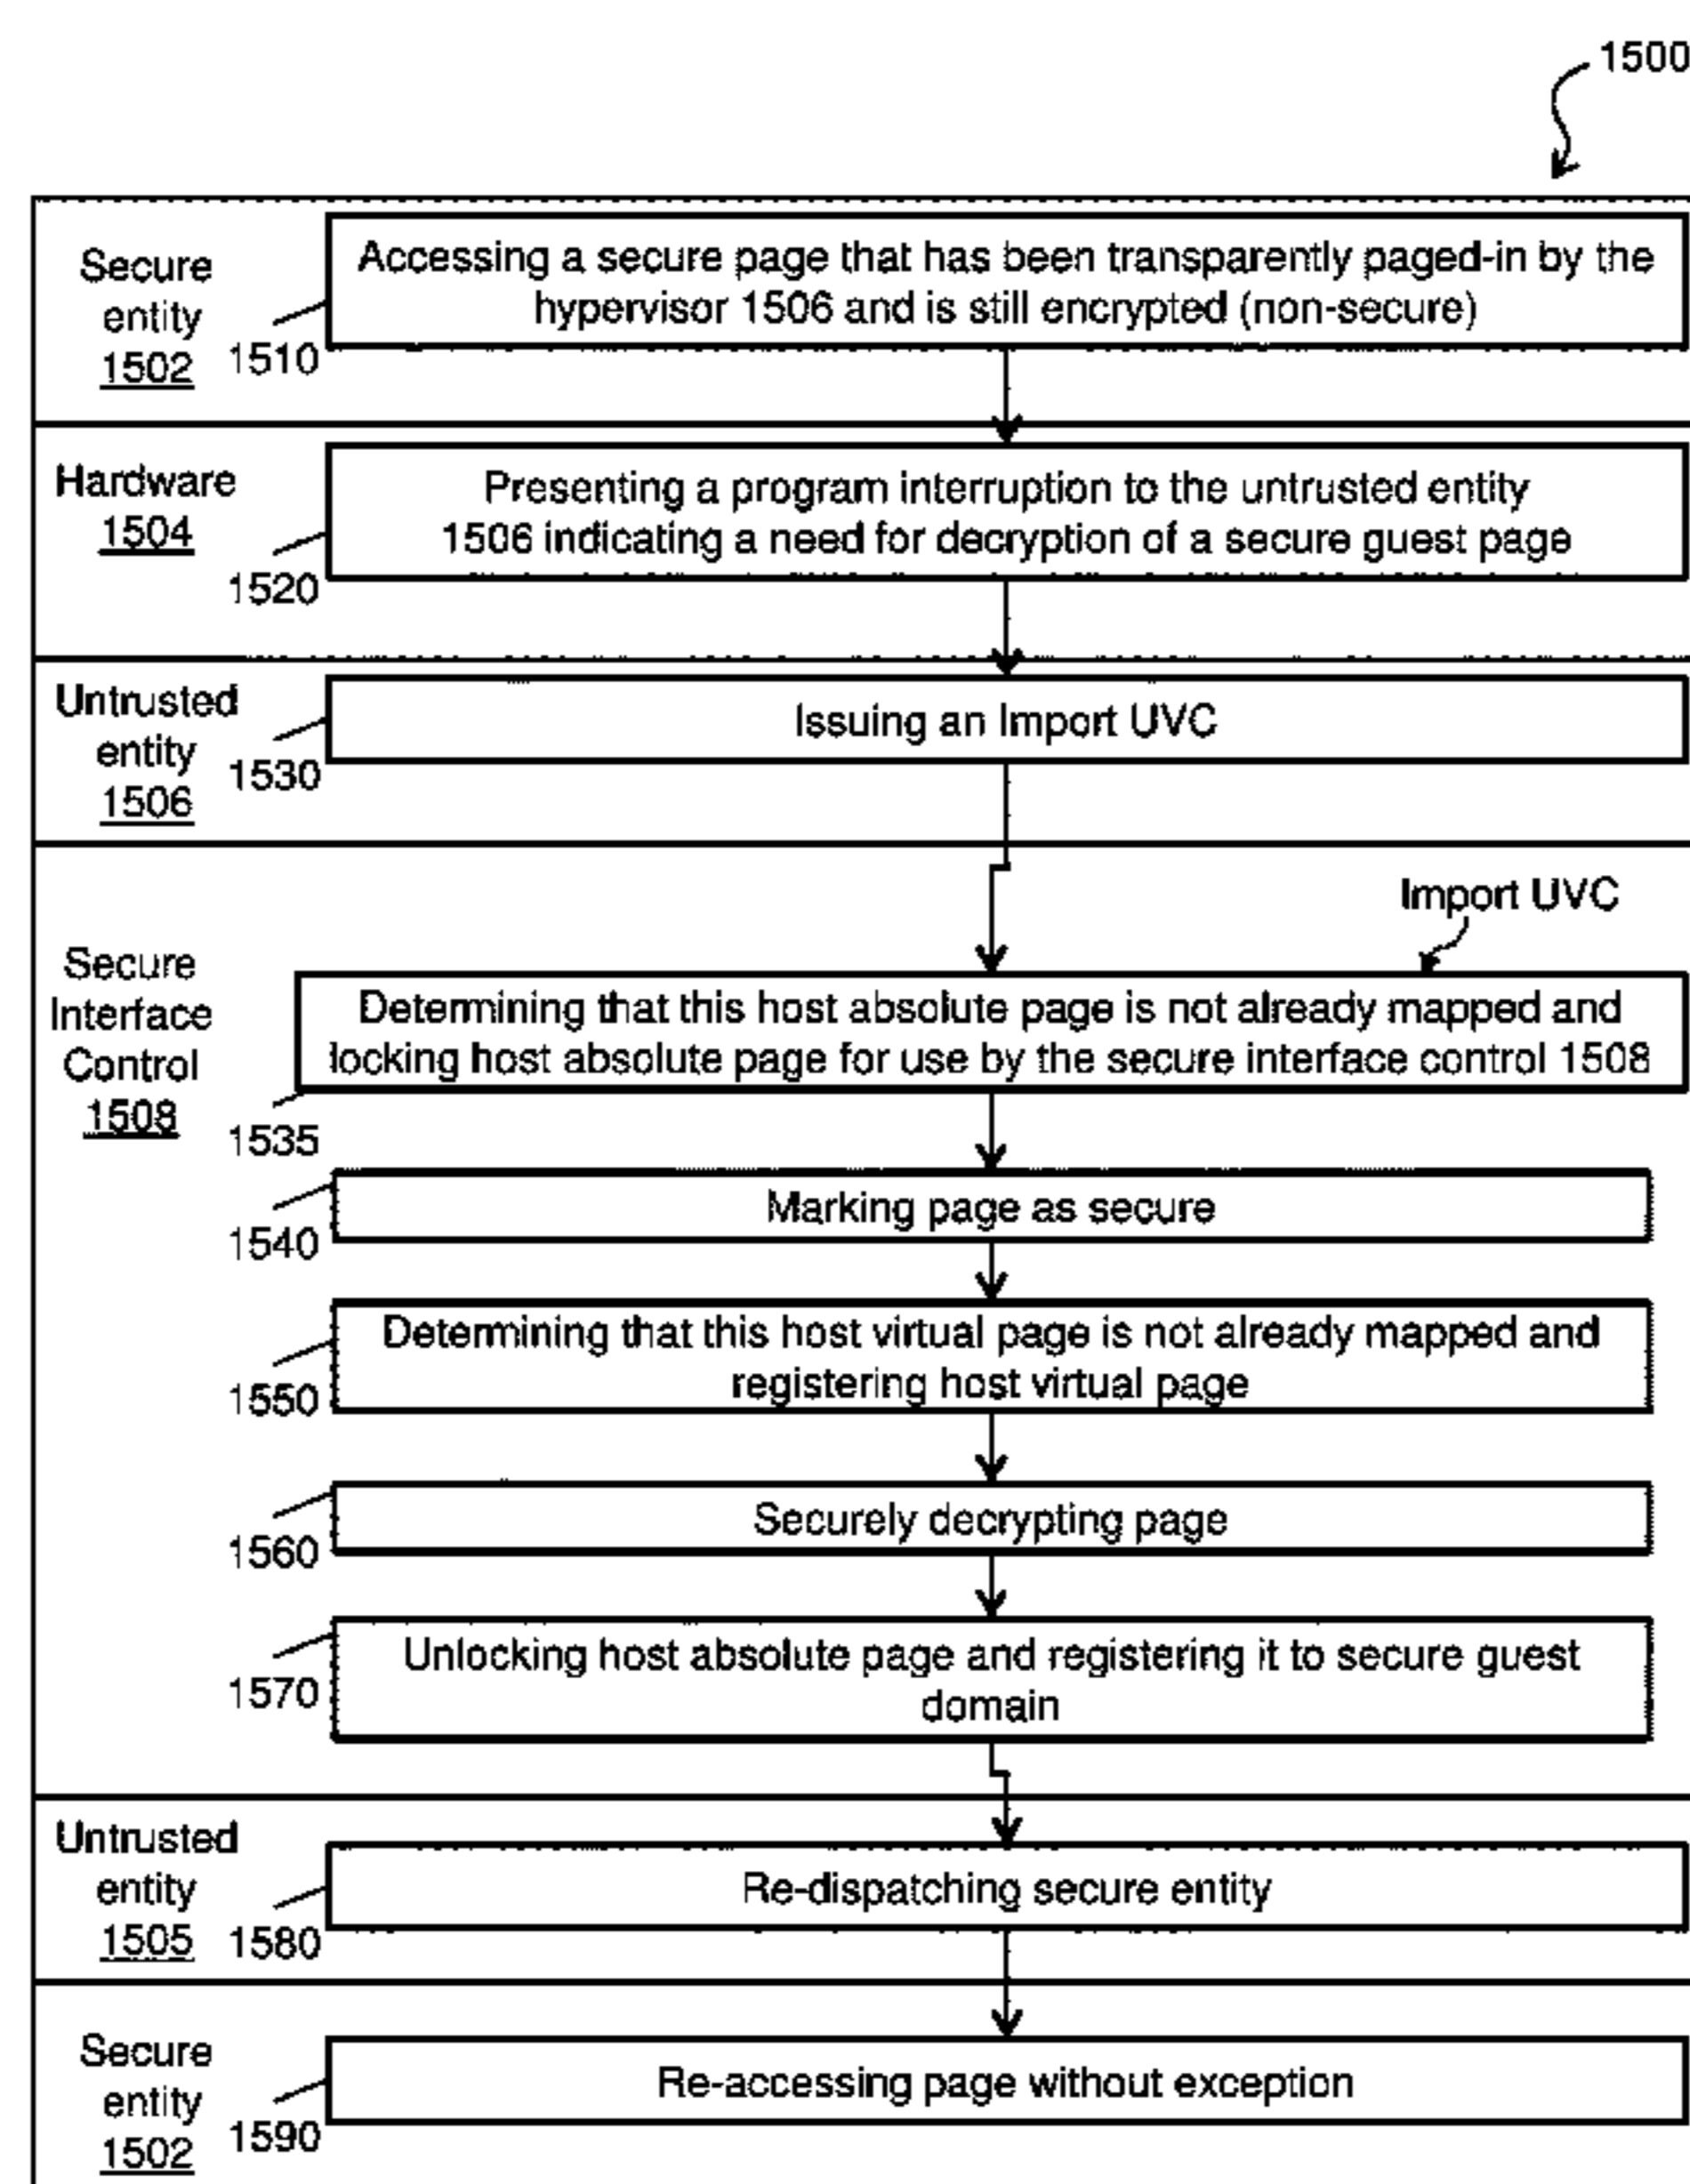 1500
Secure
entity
1502
1510
Accessing a secure page that has been transparently paged-in by the
hypervisor 1506 and is still encrypted (non-secure)
Hardware
1504
1520
Presenting a program interruption to the untrusted entity
1506 indicating a need for decryption of a secure guest page
Untrusted
entity
1506
1530
Issuing an Import UVC
Import UVC
Secure
Interface
Control
1508
1535
Determining that this host absolute page is not already mapped and
locking host absolute page for use by the secure interface control 1508
1540
Marking page as secure
1550
Determining that this host virtual page is not already mapped and
registering host virtual page
1560
Securely decrypting page
1570
Unlocking host absolute page and registering it to secure guest
domain
Untrusted
entity
1505
1580
Re-dispatching secure entity
Secure
entity
1502
1590
Re-accessing page without exception